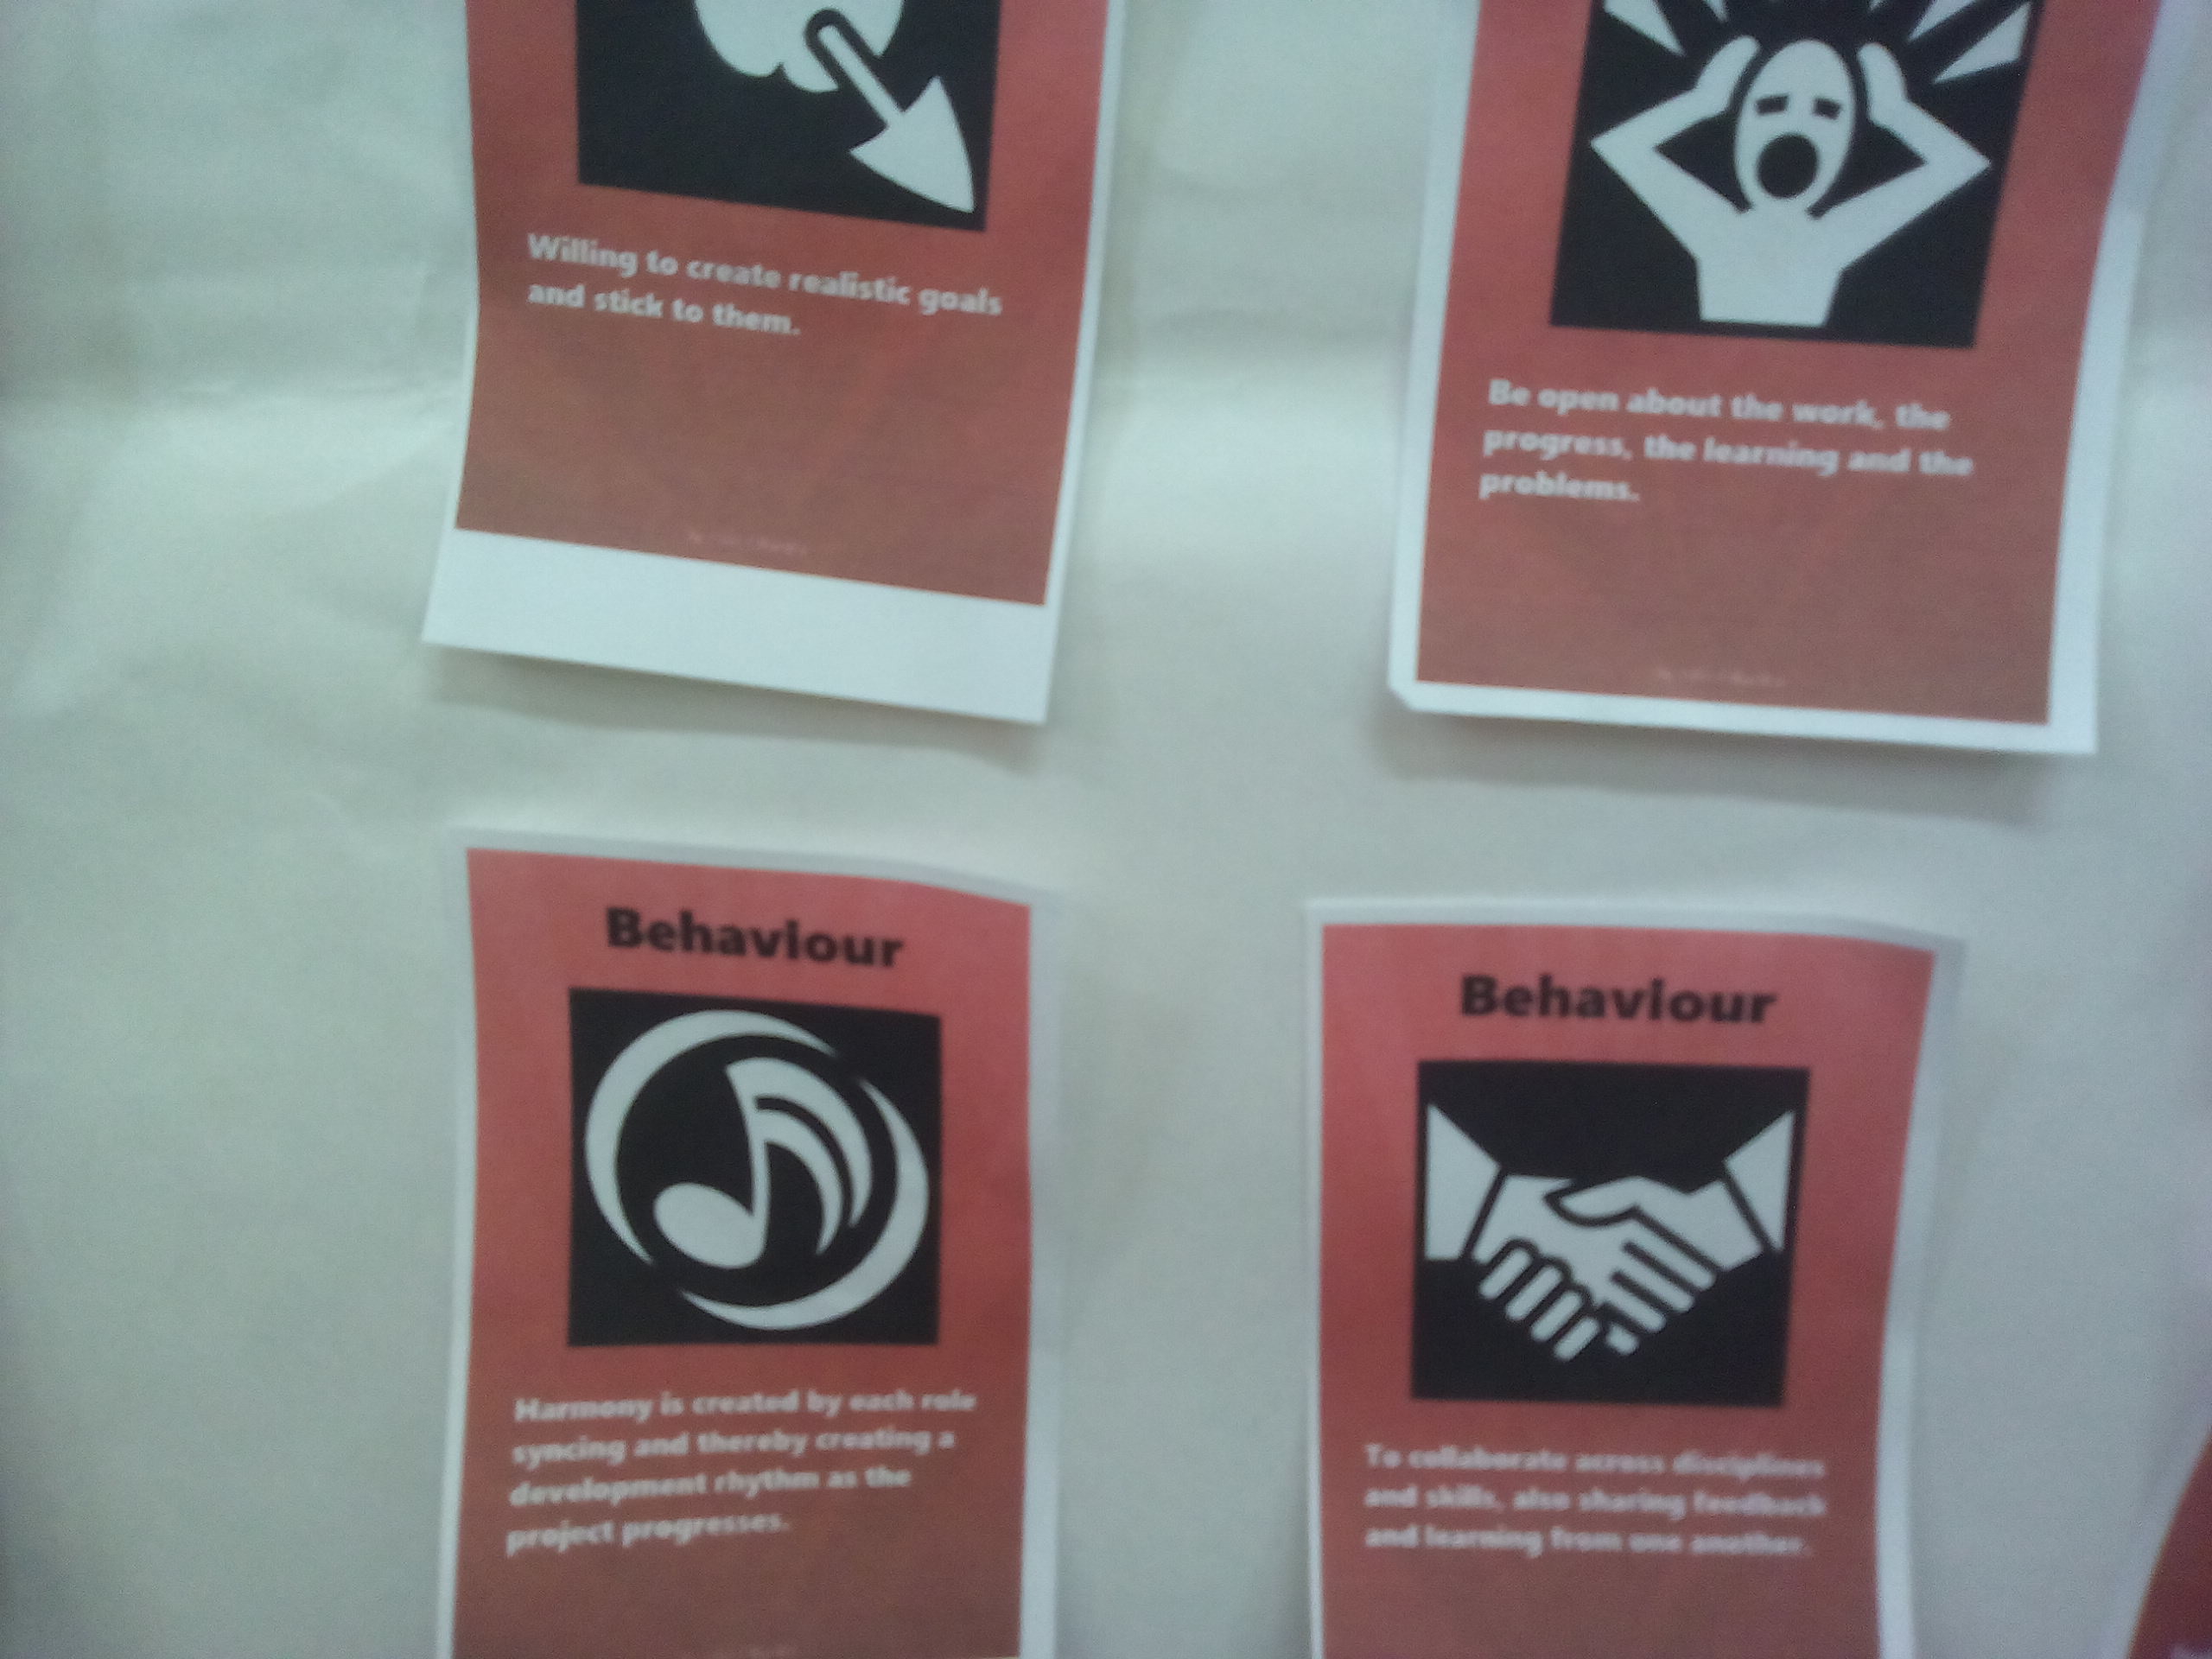 Willing to create realistic goals
and stick to them.
Be open about the work, the
progress, the learning and the
problems.
Behaviour
Harmony is created by each role
syncing and thereby creating a
development rhythm as the
project progresses.
Behaviour
To collaborate across disciplines
and skills, also sharing feedback
and learning from one another.